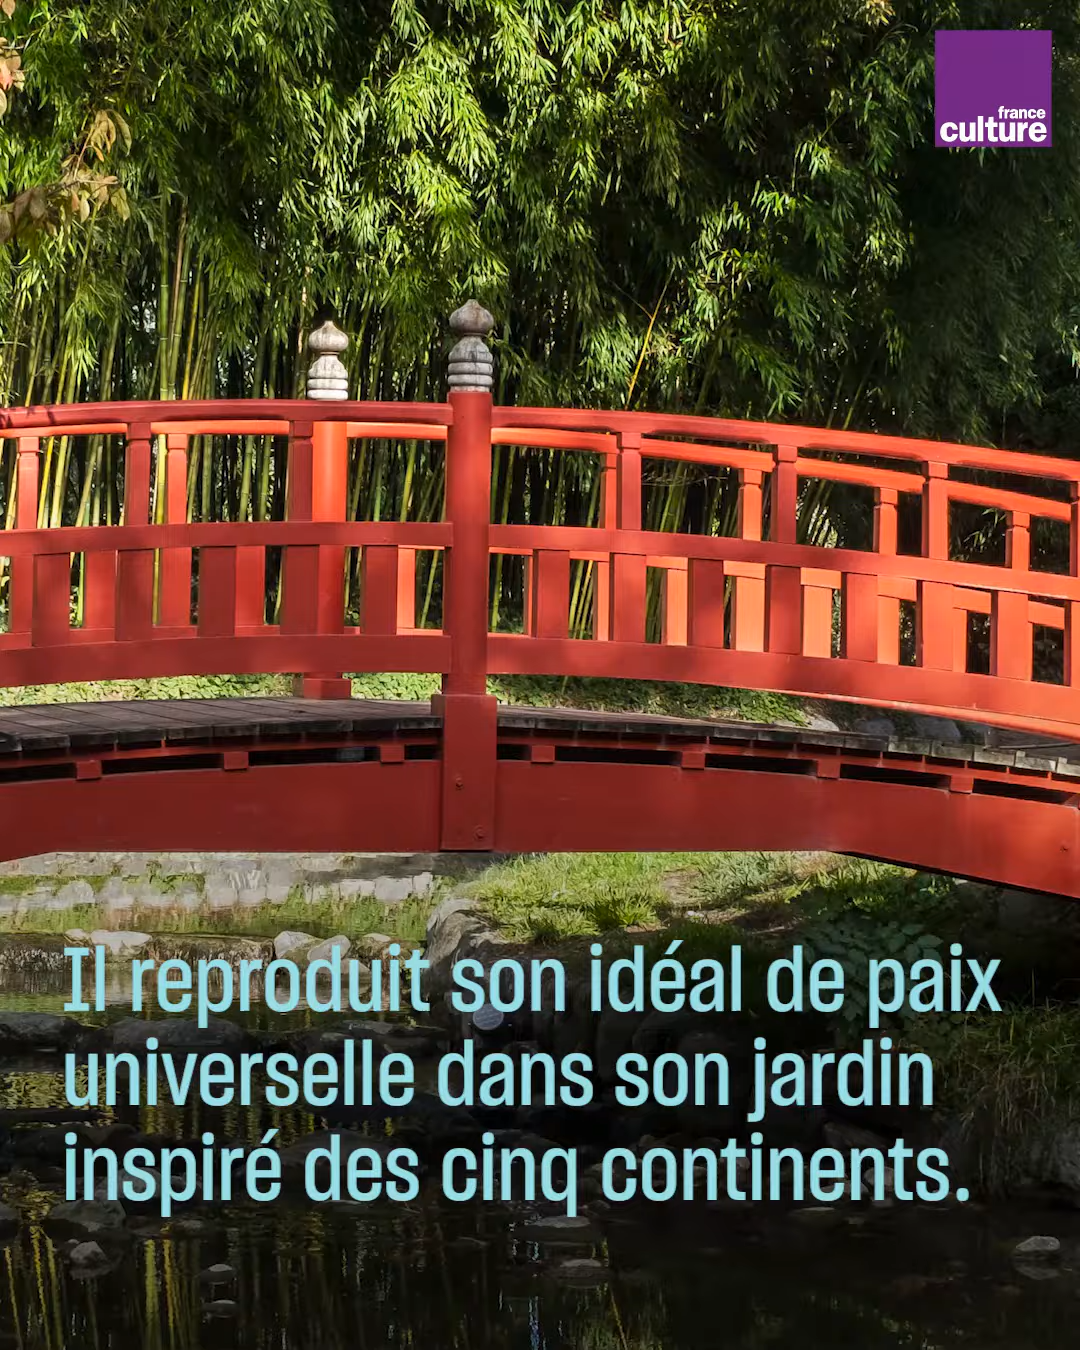 france
culture
Il reproduit son idéal de paix
universelle dans son jardin
inspiré des cinq continents.